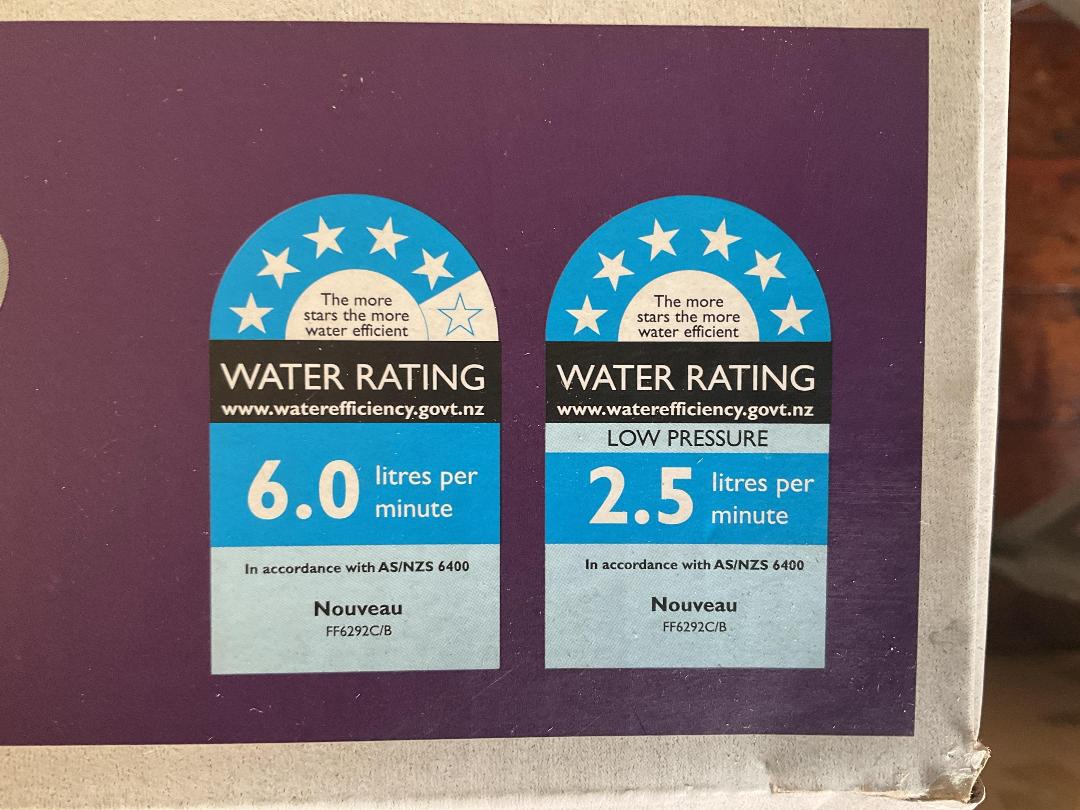 The more
stars the more
water efficient
WATER RATING
www.waterefficiency.govt.nz
6.0 litres per
minute
In accordance with AS/NZS 6400
Nouveau
FF6292C/B
The more
stars the more
water efficient
WATER RATING
www.waterefficiency.govt.nz
LOW PRESSURE
2.5 litres per
minute
In accordance with AS/NZS 6400
Nouveau
FF6292C/B